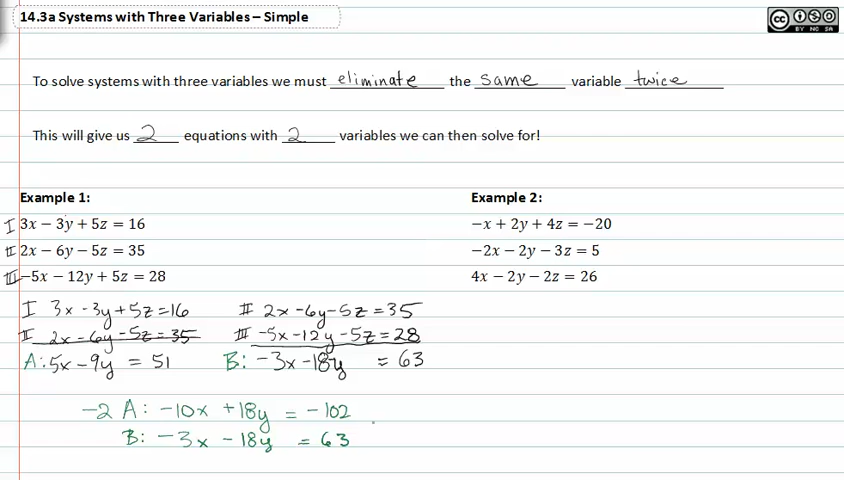 14.3a Systems with Three Variables – Simple
CC BY NC SA
To solve systems with three variables we must eliminate the same variable twice
This will give us 2 equations with 2 variables we can then solve for!
Example 1:
I 3x − 3y + 5z = 16
II 2x − 6y − 5z = 35
III −5x − 12y + 5z = 28
I 3x -3y+5z=16
II 2x -6y -5z=35
A: 5x -9y = 51
II 2x -6y -5z=35
III -5x -12y -5z=28
B: -3x -18y = 63
-2 A: -10x +18y = -102
B: -3x - 18y = 63
Example 2:
−x + 2y + 4z = −20
−2x − 2y − 3z = 5
4x − 2y − 2z = 26